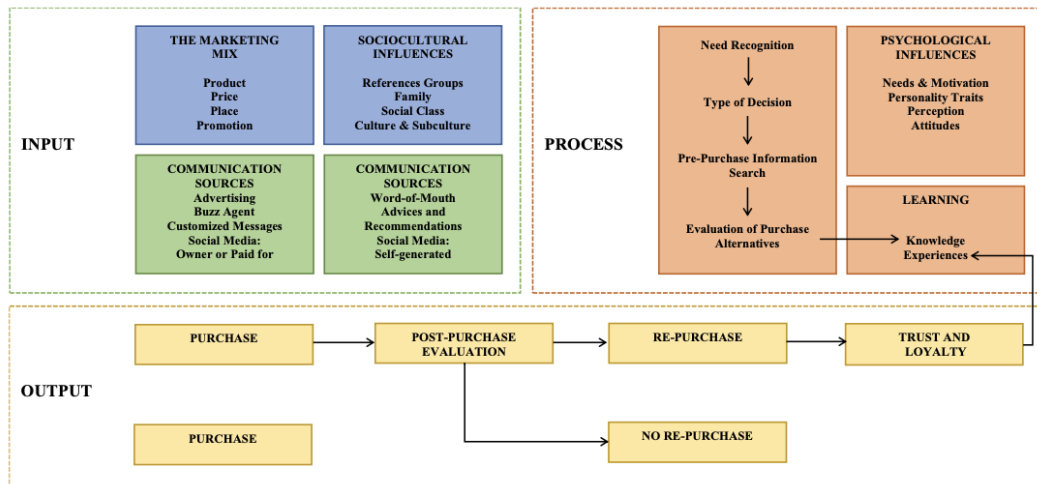 INPUT
THE MARKETING
MIX
Product
Price
Place
Promotion
SOCIOCULTURAL
INFLUENCES
References Groups
Family
Social Class
Culture & Subculture
COMMUNICATION
SOURCES
Advertising
Buzz Agent
Customized Messages
Social Media:
Owner or Paid for
COMMUNICATION
SOURCES
Word-of-Mouth
Advices and
Recommendations
Social Media:
Self-generated
PROCESS
Need Recognition
Type of Decision
Pre-Purchase Information
Search
Evaluation of Purchase
Alternatives
PSYCHOLOGICAL
INFLUENCES
Needs & Motivation
Personality Traits
Perception
Attitudes
LEARNING
Knowledge
Experiences
OUTPUT
PURCHASE
POST-PURCHASE
EVALUATION
RE-PURCHASE
TRUST AND
LOYALTY
PURCHASE
NO RE-PURCHASE